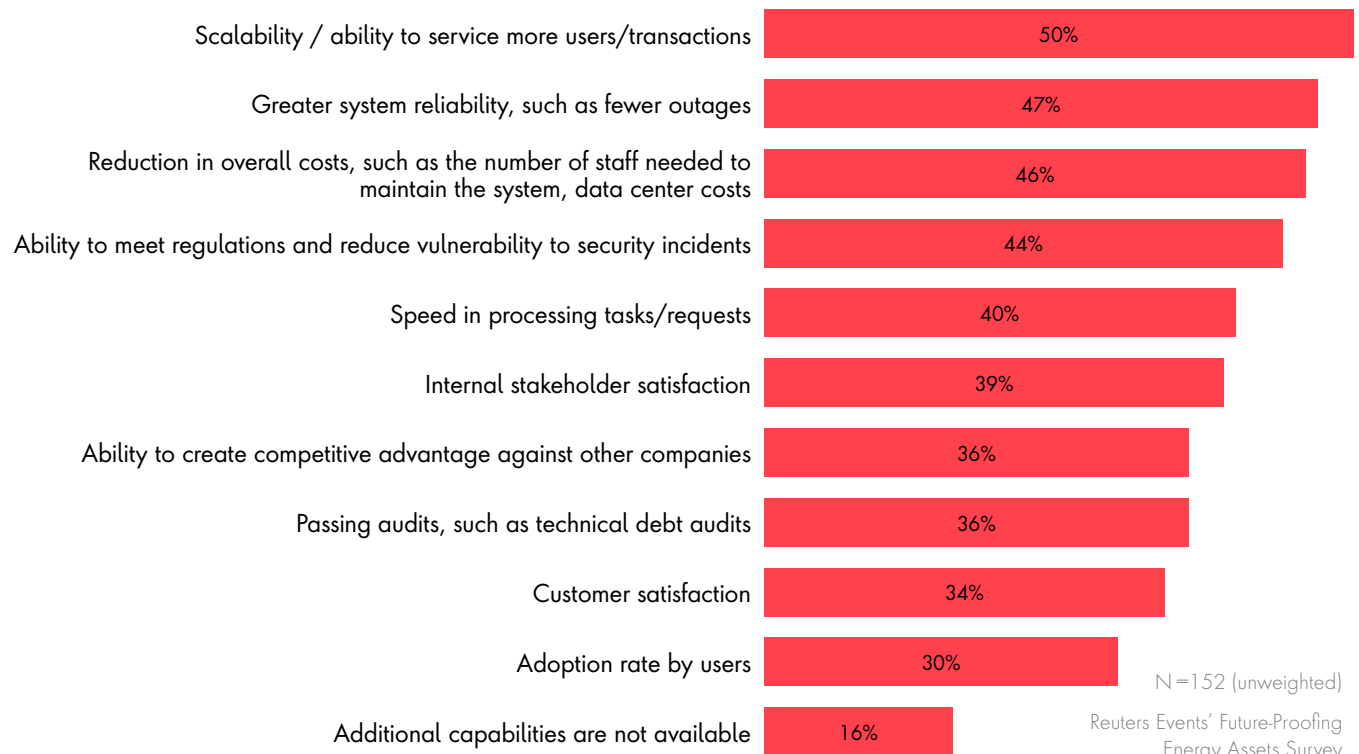 Scalability / ability to service more users/transactions 50%
Greater system reliability, such as fewer outages 47%
Reduction in overall costs, such as the number of staff needed to
maintain the system, data center costs 46%
Ability to meet regulations and reduce vulnerability to security incidents 44%
Speed in processing tasks/requests 40%
Internal stakeholder satisfaction 39%
Ability to create competitive advantage against other companies 36%
Passing audits, such as technical debt audits 36%
Customer satisfaction 34%
Adoption rate by users 30%
Additional capabilities are not available 16%
N=152 (unweighted)
Reuters Events' Future-Proofing
Energy Assets Survey